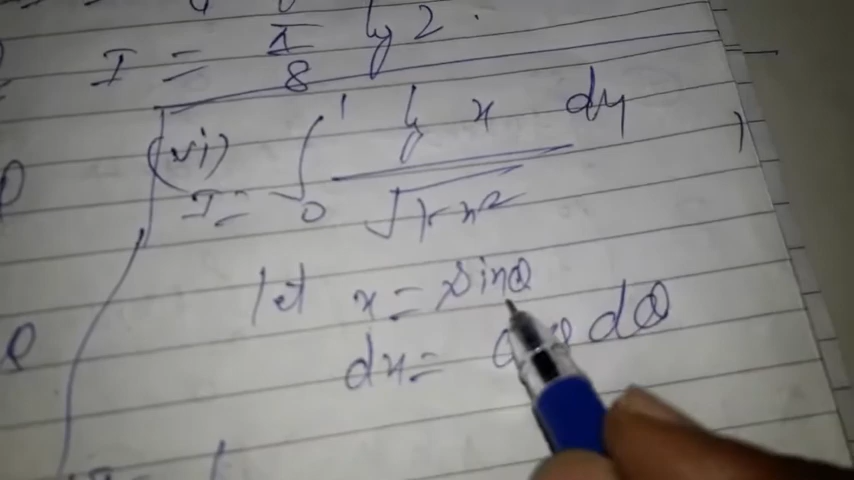 I = π/8 log 2.
(vi) I = ∫₀¹ log x / √1-x² dx
let x = sinθ
dx = cosθ dθ